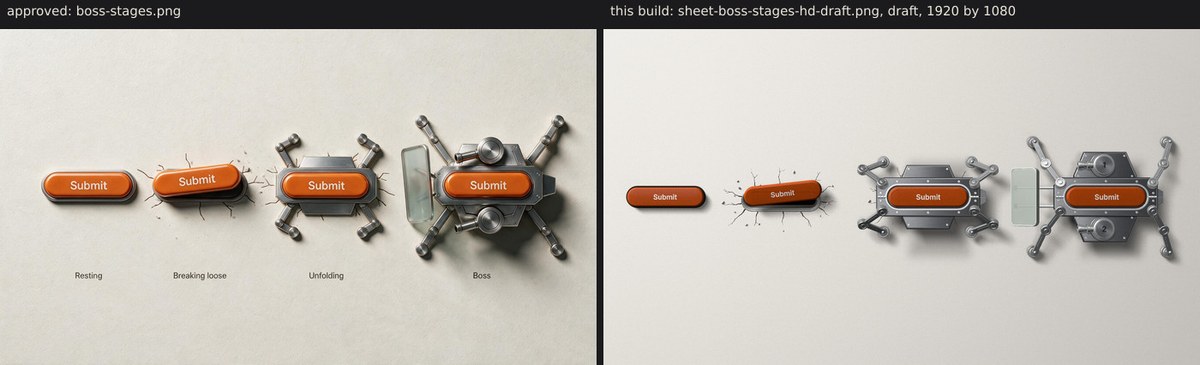 approved: boss-stages.png
this build: sheet-boss-stages-hd-draft.png, draft, 1920 by 1080
Submit
Submit
Submit
Submit
Resting
Breaking loose
Unfolding
Boss
Submit
Submit
Submit
Submit